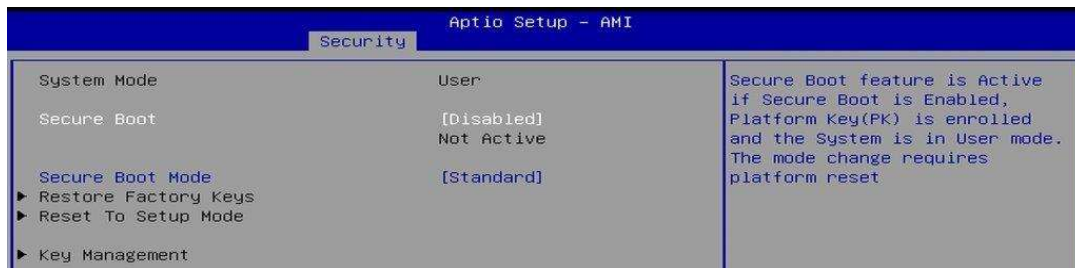 Aptio Setup – AMI
Security
System Mode User
Secure Boot [Disabled]
Not Active
Secure Boot Mode [Standard]
▶ Restore Factory Keys
▶ Reset To Setup Mode
▶ Key Management
Secure Boot feature is Active
if Secure Boot is Enabled,
Platform Key(PK) is enrolled
and the System is in User mode.
The mode change requires
platform reset